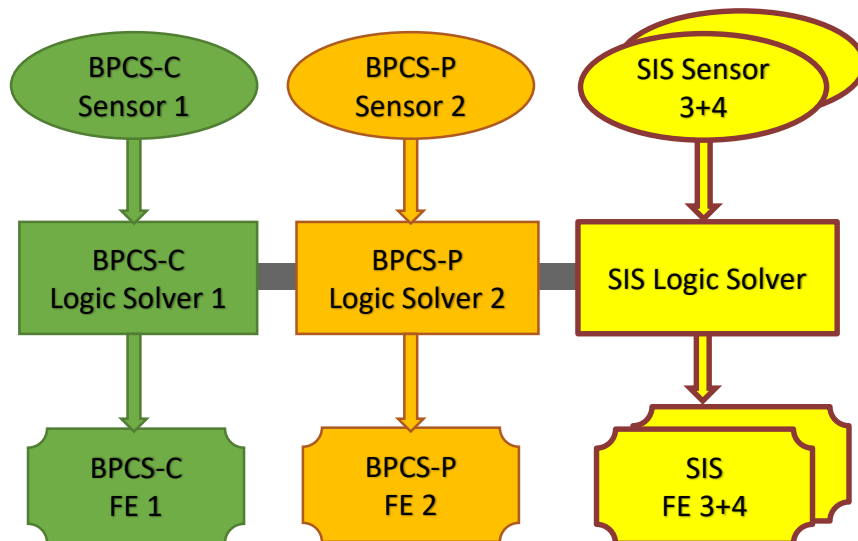 BPCS-C
Sensor 1
BPCS-P
Sensor 2
SIS Sensor
3+4
BPCS-C
Logic Solver 1
BPCS-P
Logic Solver 2
SIS Logic Solver
BPCS-C
FE 1
BPCS-P
FE 2
SIS
FE 3+4